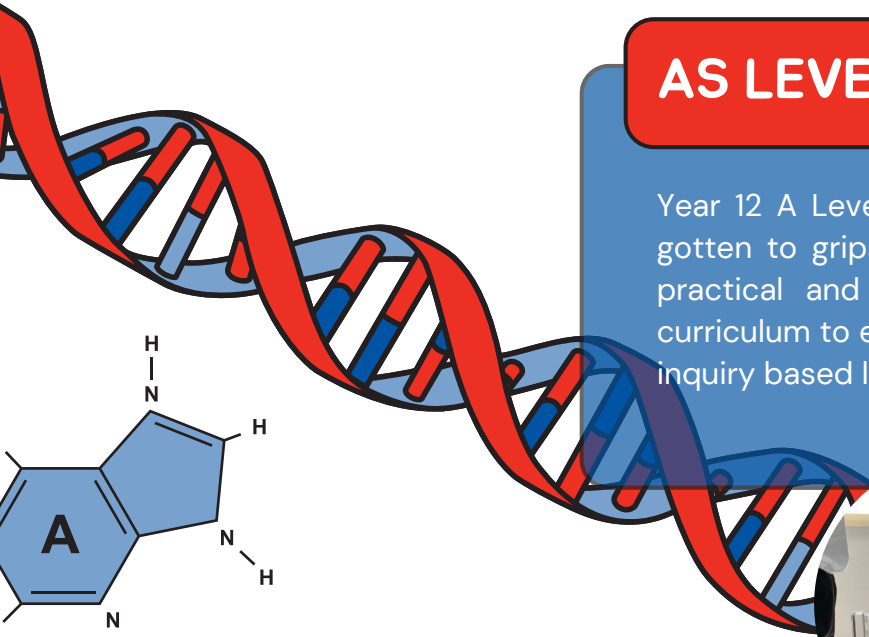 AS LEVE
Year 12 A Leve
gotten to grip
practical and
curriculum to e
inquiry based l
H
N
H
A
N
H
N